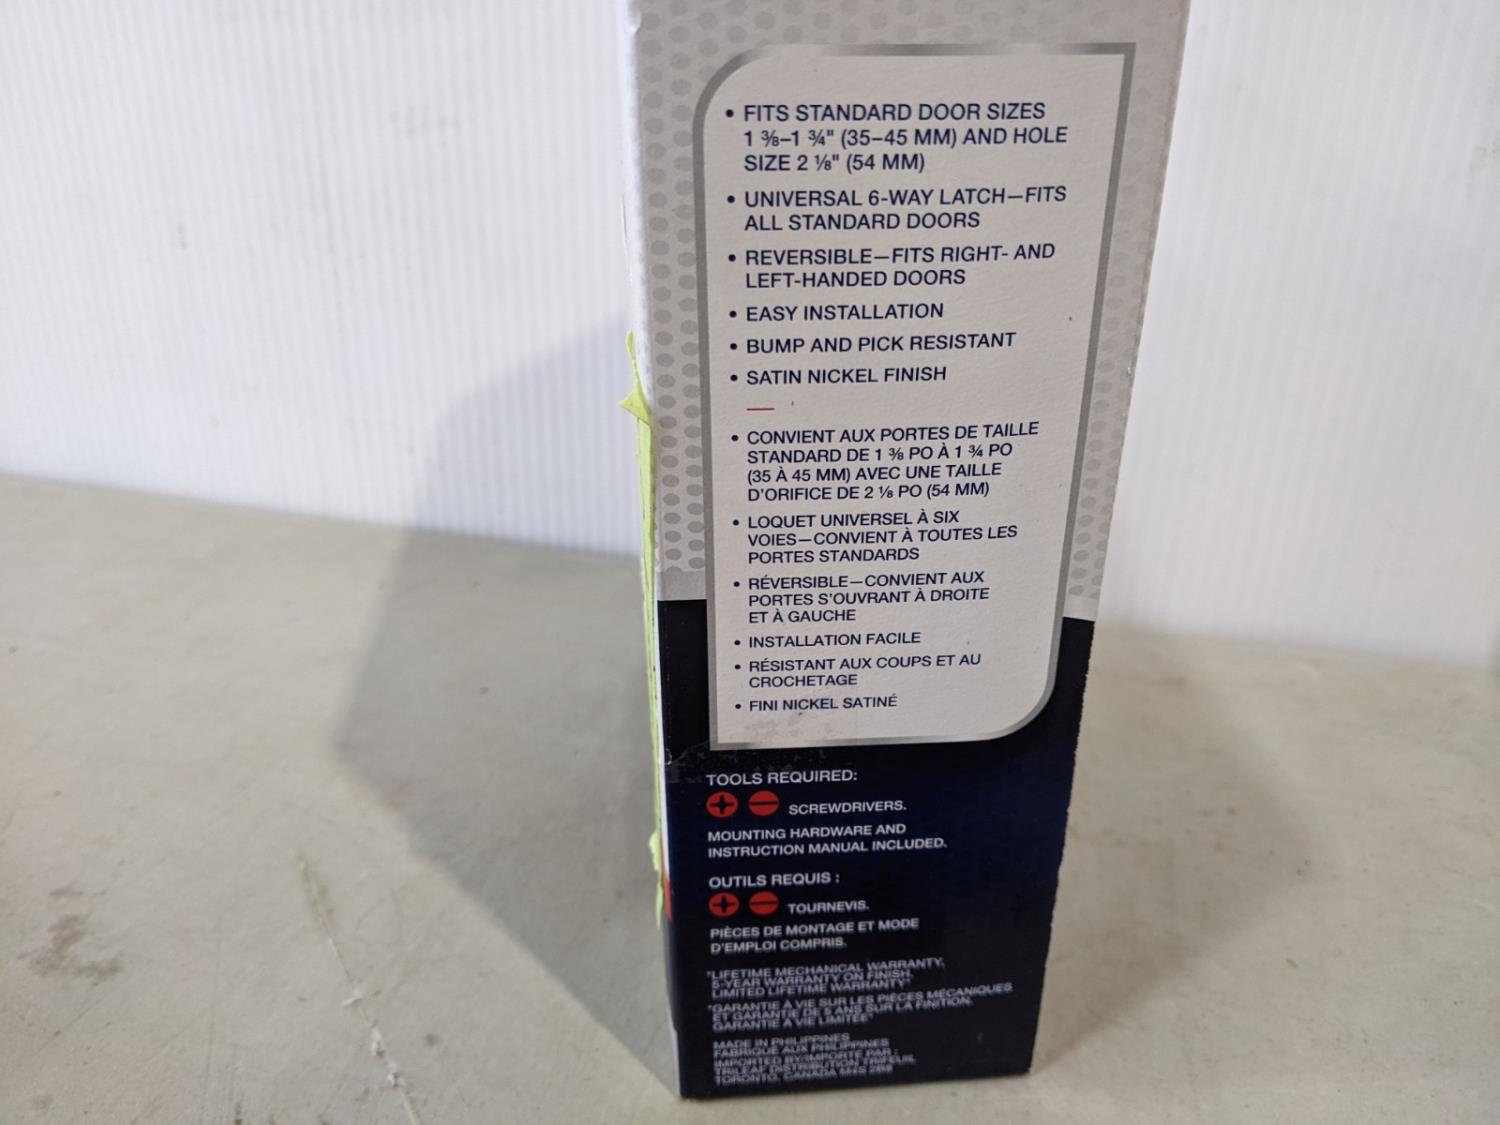 • FITS STANDARD DOOR SIZES
1 ⅜–1 ¾" (35–45 MM) AND HOLE
SIZE 2 ⅛" (54 MM)
• UNIVERSAL 6-WAY LATCH—FITS
ALL STANDARD DOORS
• REVERSIBLE—FITS RIGHT- AND
LEFT-HANDED DOORS
• EASY INSTALLATION
• BUMP AND PICK RESISTANT
• SATIN NICKEL FINISH
• CONVIENT AUX PORTES DE TAILLE
STANDARD DE 1 ⅜ PO À 1 ¾ PO
(35 À 45 MM) AVEC UNE TAILLE
D'ORIFICE DE 2 ⅛ PO (54 MM)
• LOQUET UNIVERSEL À SIX
VOIES—CONVIENT À TOUTES LES
PORTES STANDARDS
• RÉVERSIBLE—CONVIENT AUX
PORTES S'OUVRANT À DROITE
ET À GAUCHE
• INSTALLATION FACILE
• RÉSISTANT AUX COUPS ET AU
CROCHETAGE
• FINI NICKEL SATINÉ
TOOLS REQUIRED:
SCREWDRIVERS.
MOUNTING HARDWARE AND
INSTRUCTION MANUAL INCLUDED.
OUTILS REQUIS :
TOURNEVIS.
PIÈCES DE MONTAGE ET MODE
D'EMPLOI COMPRIS.
*LIFETIME MECHANICAL WARRANTY,
5-YEAR WARRANTY ON FINISH.
LIMITED LIFETIME WARRANTY*
*GARANTIE À VIE SUR LES PIÈCES MÉCANIQUES
ET GARANTIE DE 5 ANS SUR LA FINITION.
GARANTIE À VIE LIMITÉE*
MADE IN PHILIPPINES
FABRIQUÉ AUX PHILIPPINES
IMPORTED BY/IMPORTÉ PAR :
TRILEAF DISTRIBUTION TRIFEUIL
TORONTO, CANADA M4S 2B8